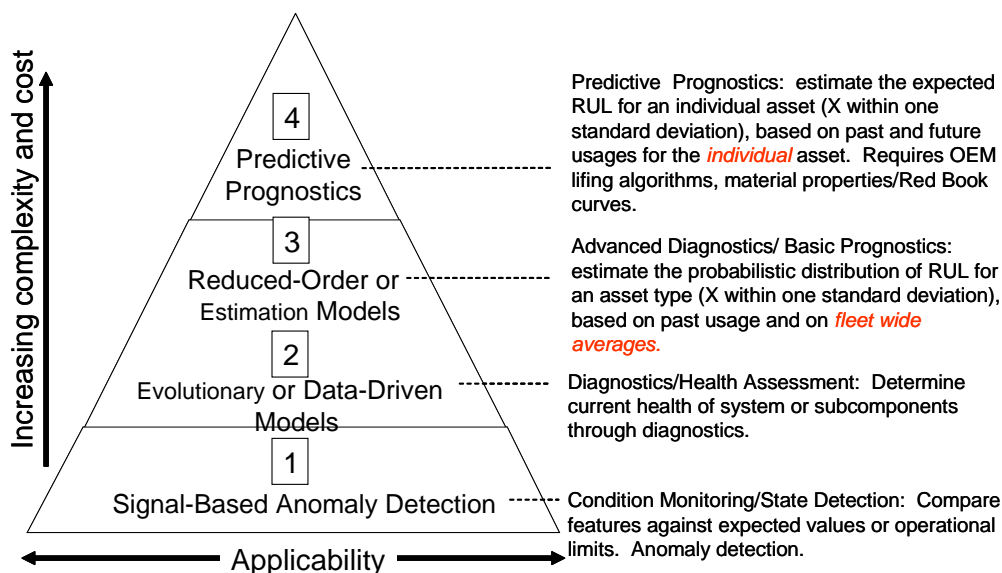 Increasing complexity and cost
4
Predictive
Prognostics
3
Reduced-Order or
Estimation Models
2
Evolutionary or Data-Driven
Models
1
Signal-Based Anomaly Detection
Applicability
Predictive Prognostics: estimate the expected
RUL for an individual asset (X within one
standard deviation), based on past and future
usages for the individual asset. Requires OEM
lifing algorithms, material properties/Red Book
curves.
Advanced Diagnostics/ Basic Prognostics:
estimate the probabilistic distribution of RUL for
an asset type (X within one standard deviation),
based on past usage and on fleet wide
averages.
Diagnostics/Health Assessment: Determine
current health of system or subcomponents
through diagnostics.
Condition Monitoring/State Detection: Compare
features against expected values or operational
limits. Anomaly detection.